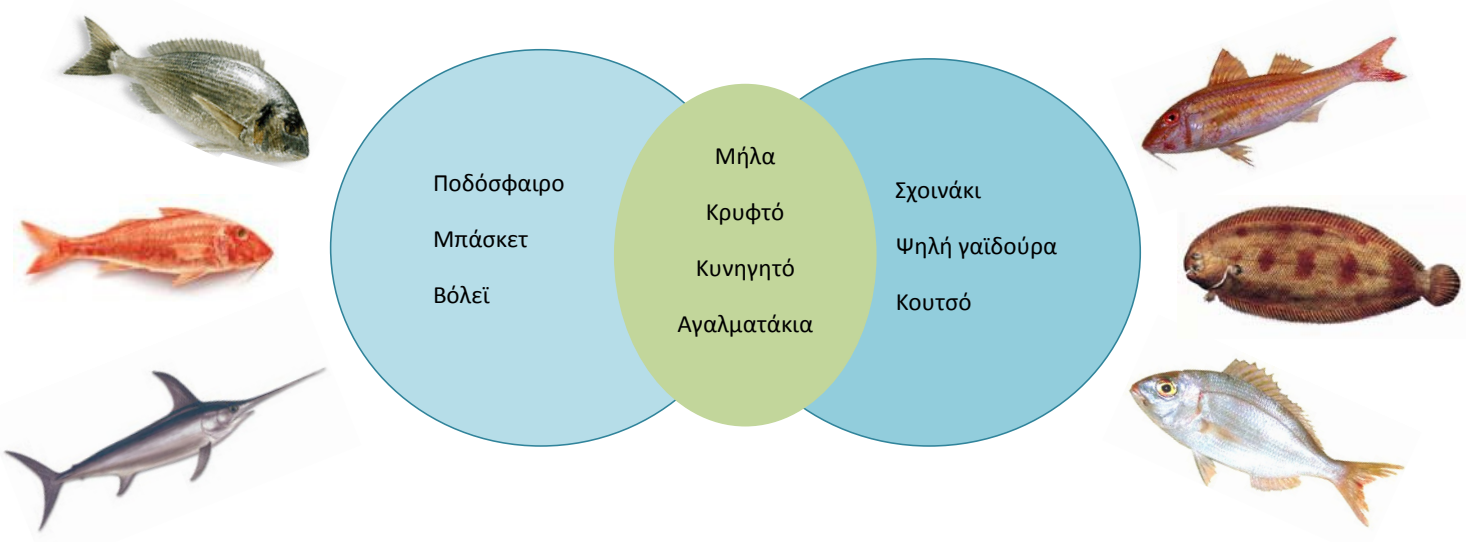 Ποδόσφαιρο
Μπάσκετ
Βόλεϊ
Μήλα
Κρυφτό
Κυνηγητό
Αγαλματάκια
Σχοινάκι
Ψηλή γαϊδούρα
Κουτσό